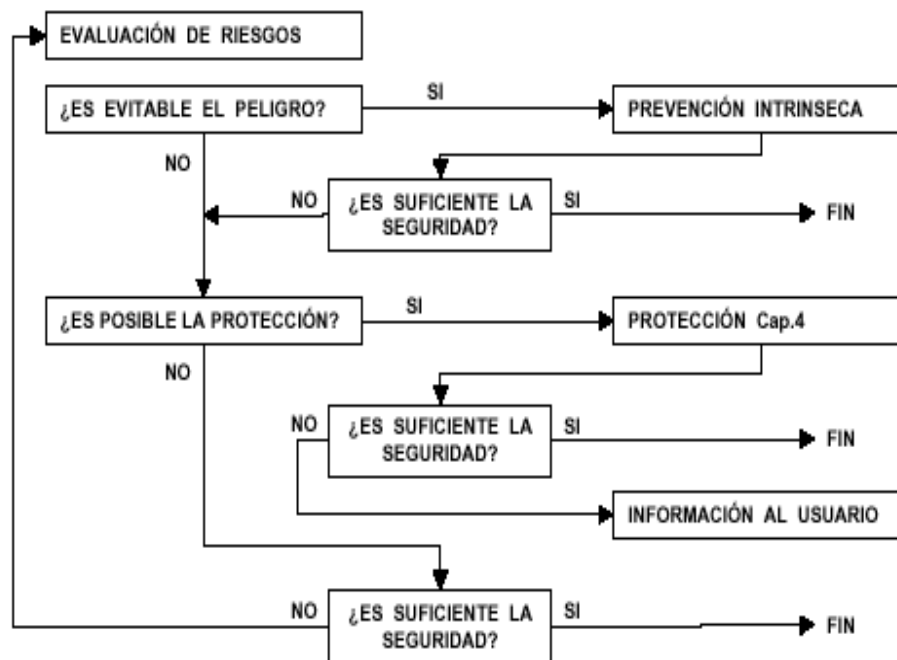 EVALUACIÓN DE RIESGOS
¿ES EVITABLE EL PELIGRO?
SI
PREVENCIÓN INTRINSECA
NO
NO
¿ES SUFICIENTE LA
SEGURIDAD?
SI
FIN
¿ES POSIBLE LA PROTECCIÓN?
SI
PROTECCIÓN Cap.4
NO
NO
¿ES SUFICIENTE LA
SEGURIDAD?
SI
FIN
INFORMACIÓN AL USUARIO
NO
¿ES SUFICIENTE LA
SEGURIDAD?
SI
FIN